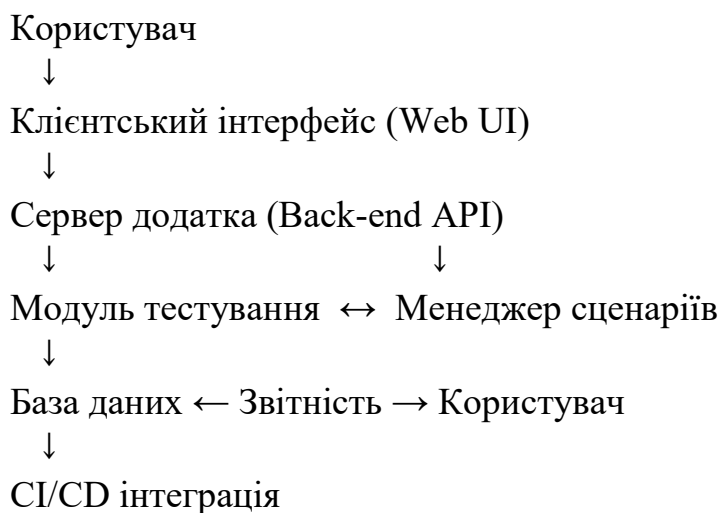 Користувач
↓
Клієнтський інтерфейс (Web UI)
↓
Сервер додатка (Back-end API)
↓ ↓
Модуль тестування ↔ Менеджер сценаріїв
↓
База даних ← Звітність → Користувач
↓
CI/CD інтеграція